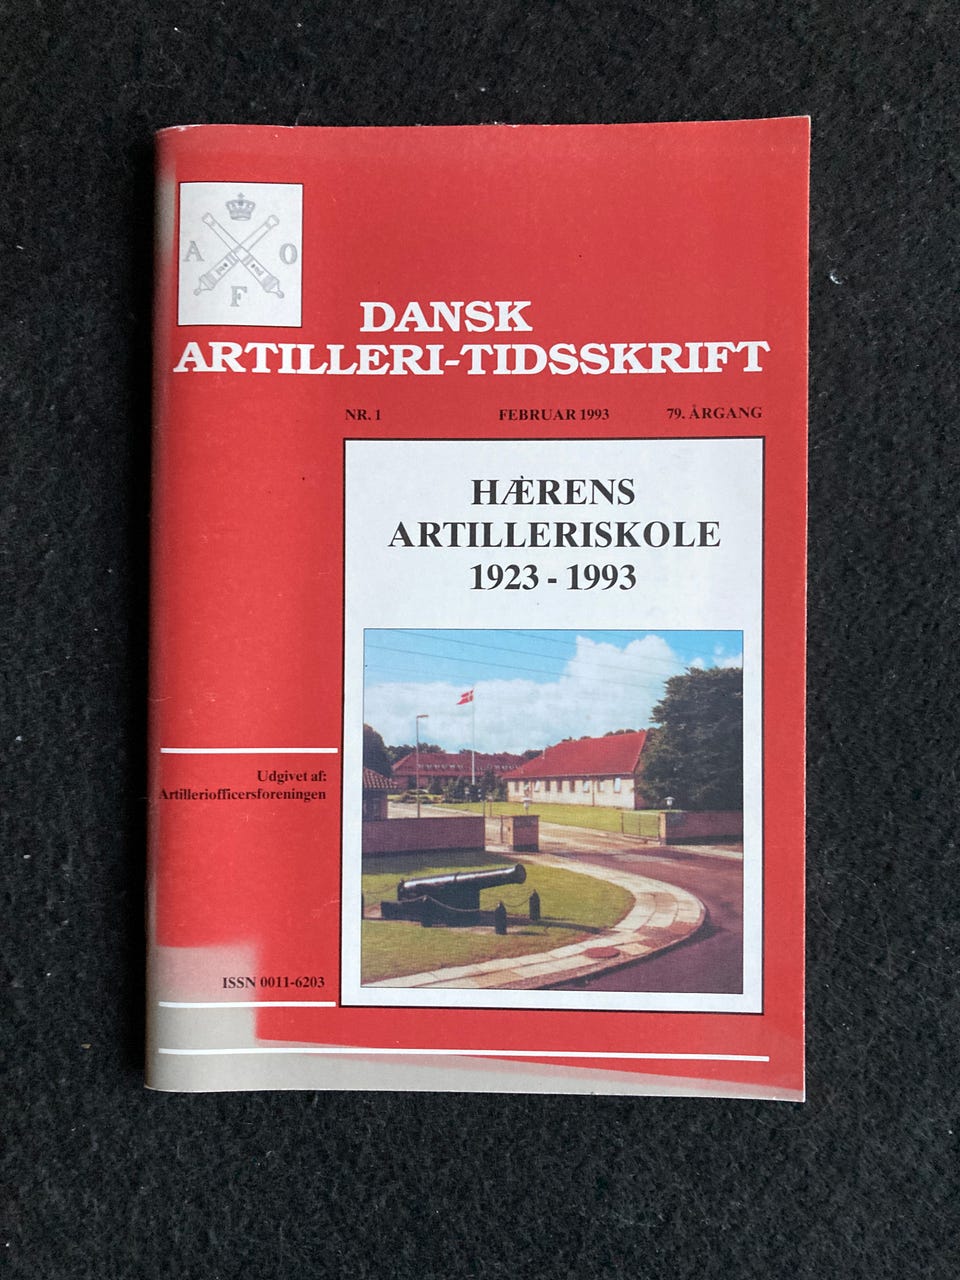 A O
F
DANSK
ARTILLERI-TIDSSKRIFT
NR. 1 FEBRUAR 1993 79. ÅRGANG
HÆRENS
ARTILLERISKOLE
1923 - 1993
Udgivet af:
Artilleriofficersforeningen
ISSN 0011-6203